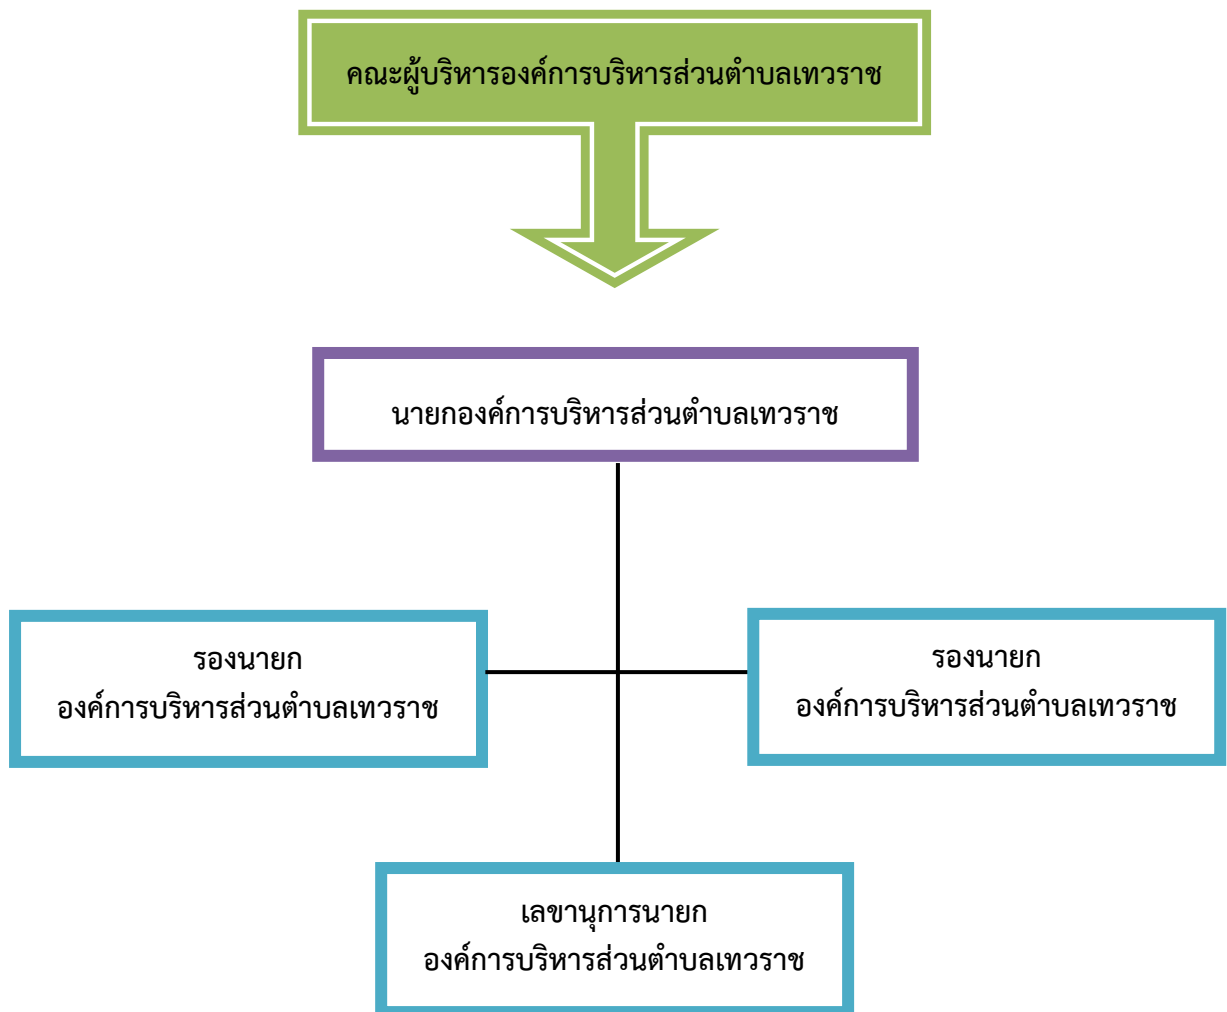 คณะผู้บริหารองค์การบริหารส่วนตำบลเทวราช
นายกองค์การบริหารส่วนตำบลเทวราช
รองนายก
องค์การบริหารส่วนตำบลเทวราช
รองนายก
องค์การบริหารส่วนตำบลเทวราช
เลขานุการนายก
องค์การบริหารส่วนตำบลเทวราช